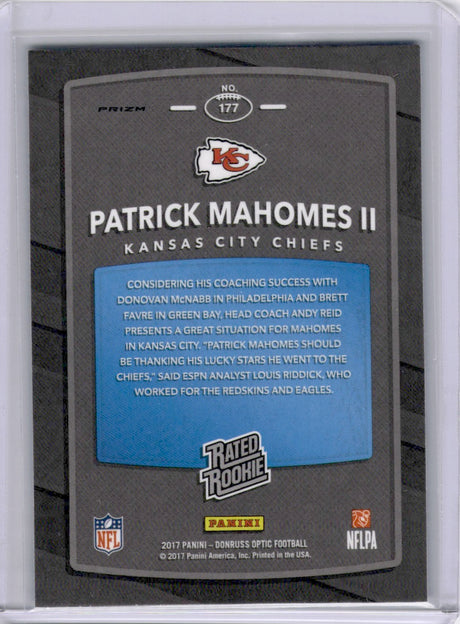 NO.
177
PRIZM
KC
PATRICK MAHOMES II
KANSAS CITY CHIEFS
CONSIDERING HIS COACHING SUCCESS WITH
DONOVAN McNABB IN PHILADELPHIA AND BRETT
FAVRE IN GREEN BAY, HEAD COACH ANDY REID
PRESENTS A GREAT SITUATION FOR MAHOMES
IN KANSAS CITY. "PATRICK MAHOMES SHOULD
BE THANKING HIS LUCKY STARS HE WENT TO THE
CHIEFS," SAID ESPN ANALYST LOUIS RIDDICK, WHO
WORKED FOR THE REDSKINS AND EAGLES.
RATED
ROOKIE
PANINI
NFL
2017 PANINI – DONRUSS OPTIC FOOTBALL
© 2017 Panini America, Inc. Printed in the USA.
NFLPA